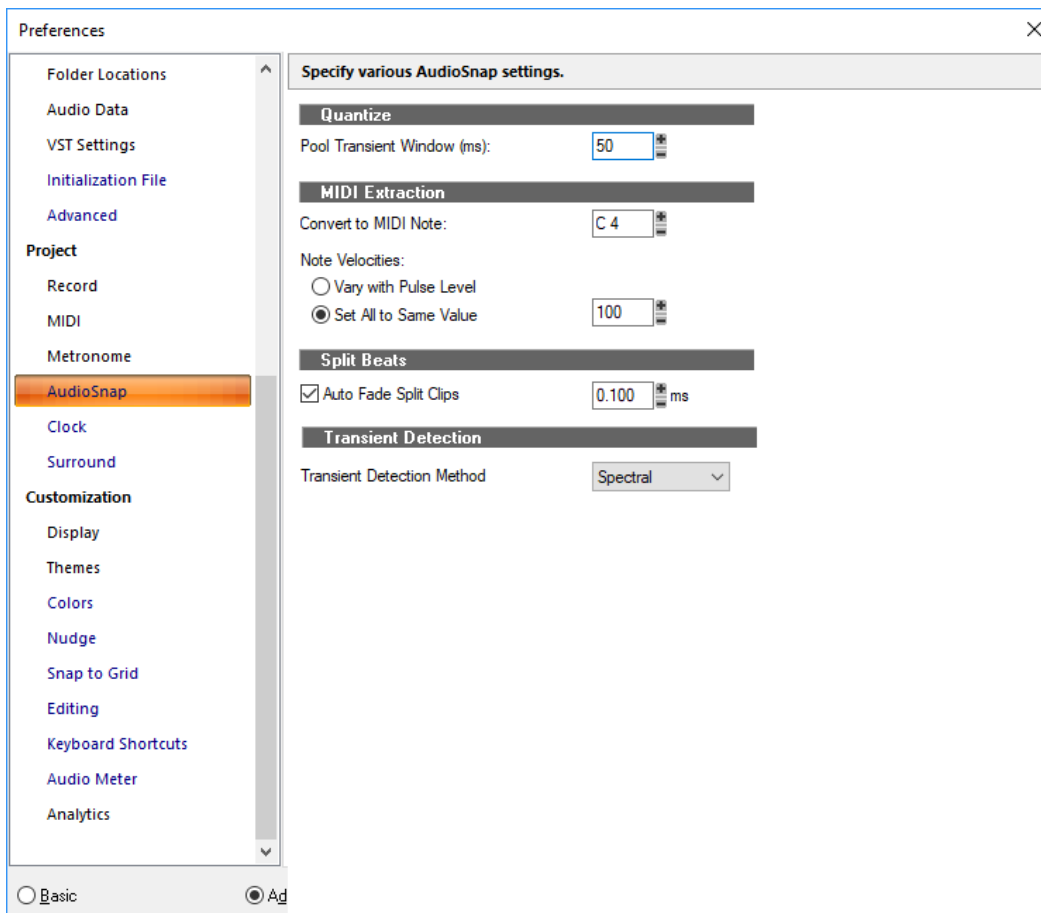 Preferences
Folder Locations
Audio Data
VST Settings
Initialization File
Advanced
Project
Record
MIDI
Metronome
AudioSnap
Clock
Surround
Customization
Display
Themes
Colors
Nudge
Snap to Grid
Editing
Keyboard Shortcuts
Audio Meter
Analytics
Basic
Ad
Specify various AudioSnap settings.
Quantize
Pool Transient Window (ms): 50
MIDI Extraction
Convert to MIDI Note: C 4
Note Velocities:
Vary with Pulse Level
Set All to Same Value 100
Split Beats
Auto Fade Split Clips 0.100 ms
Transient Detection
Transient Detection Method Spectral